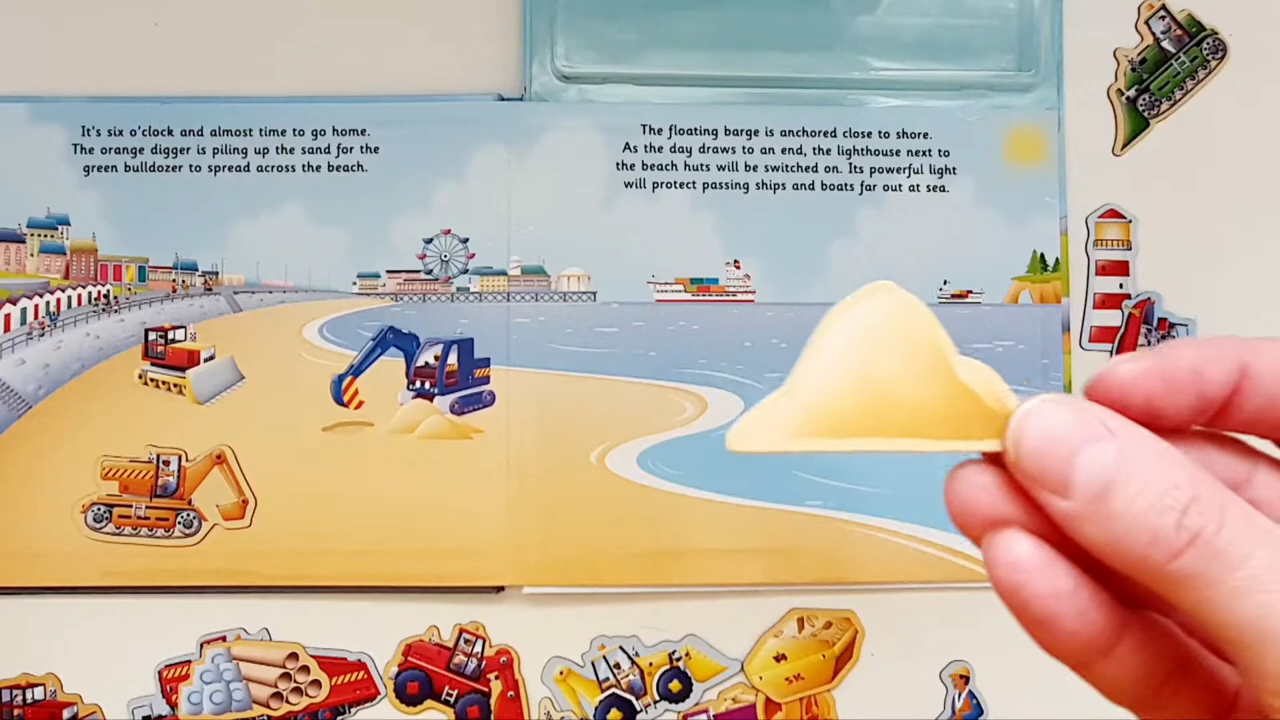 It's six o'clock and almost time to go home.
The orange digger is piling up the sand for the
green bulldozer to spread across the beach.
The floating barge is anchored close to shore.
As the day draws to an end, the lighthouse next to
the beach huts will be switched on. Its powerful light
will protect passing ships and boats far out at sea.